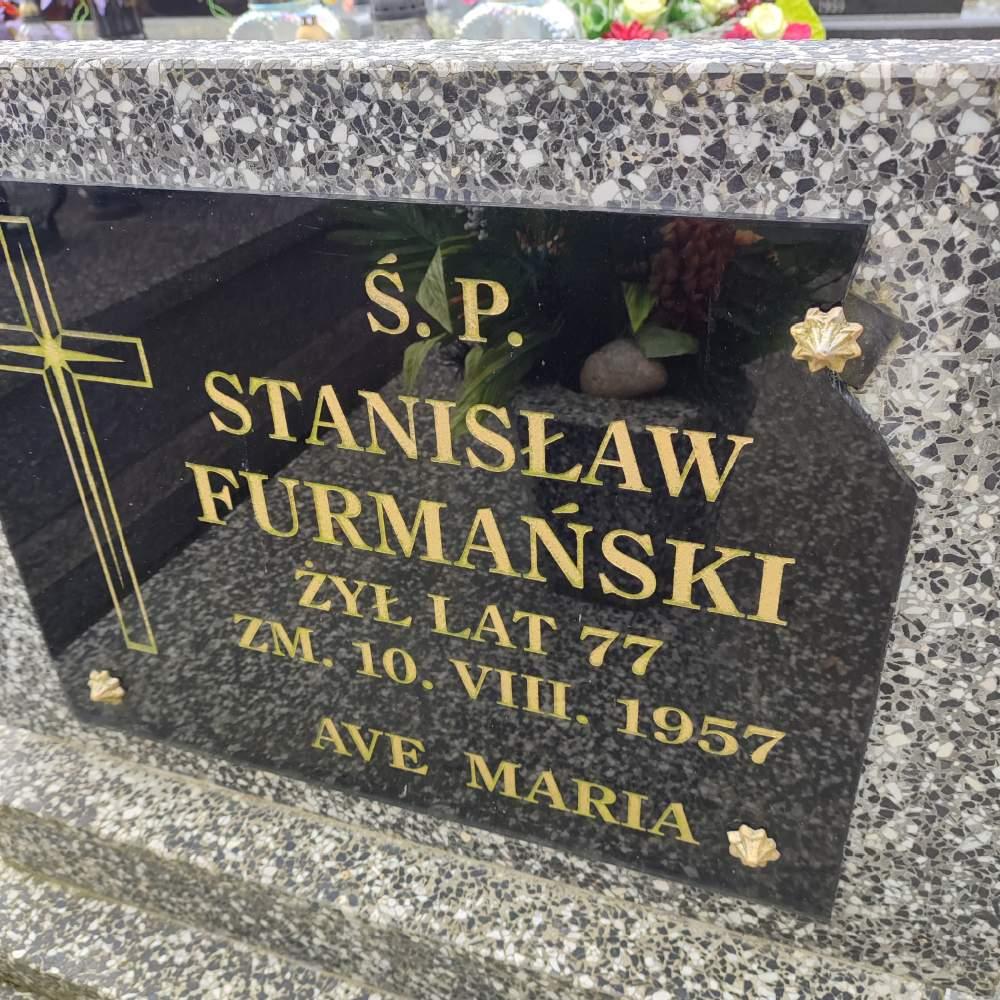 Ś. P.
STANISŁAW
FURMAŃSKI
ŻYŁ LAT 77
ZM. 10. VIII. 1957
AVE MARIA